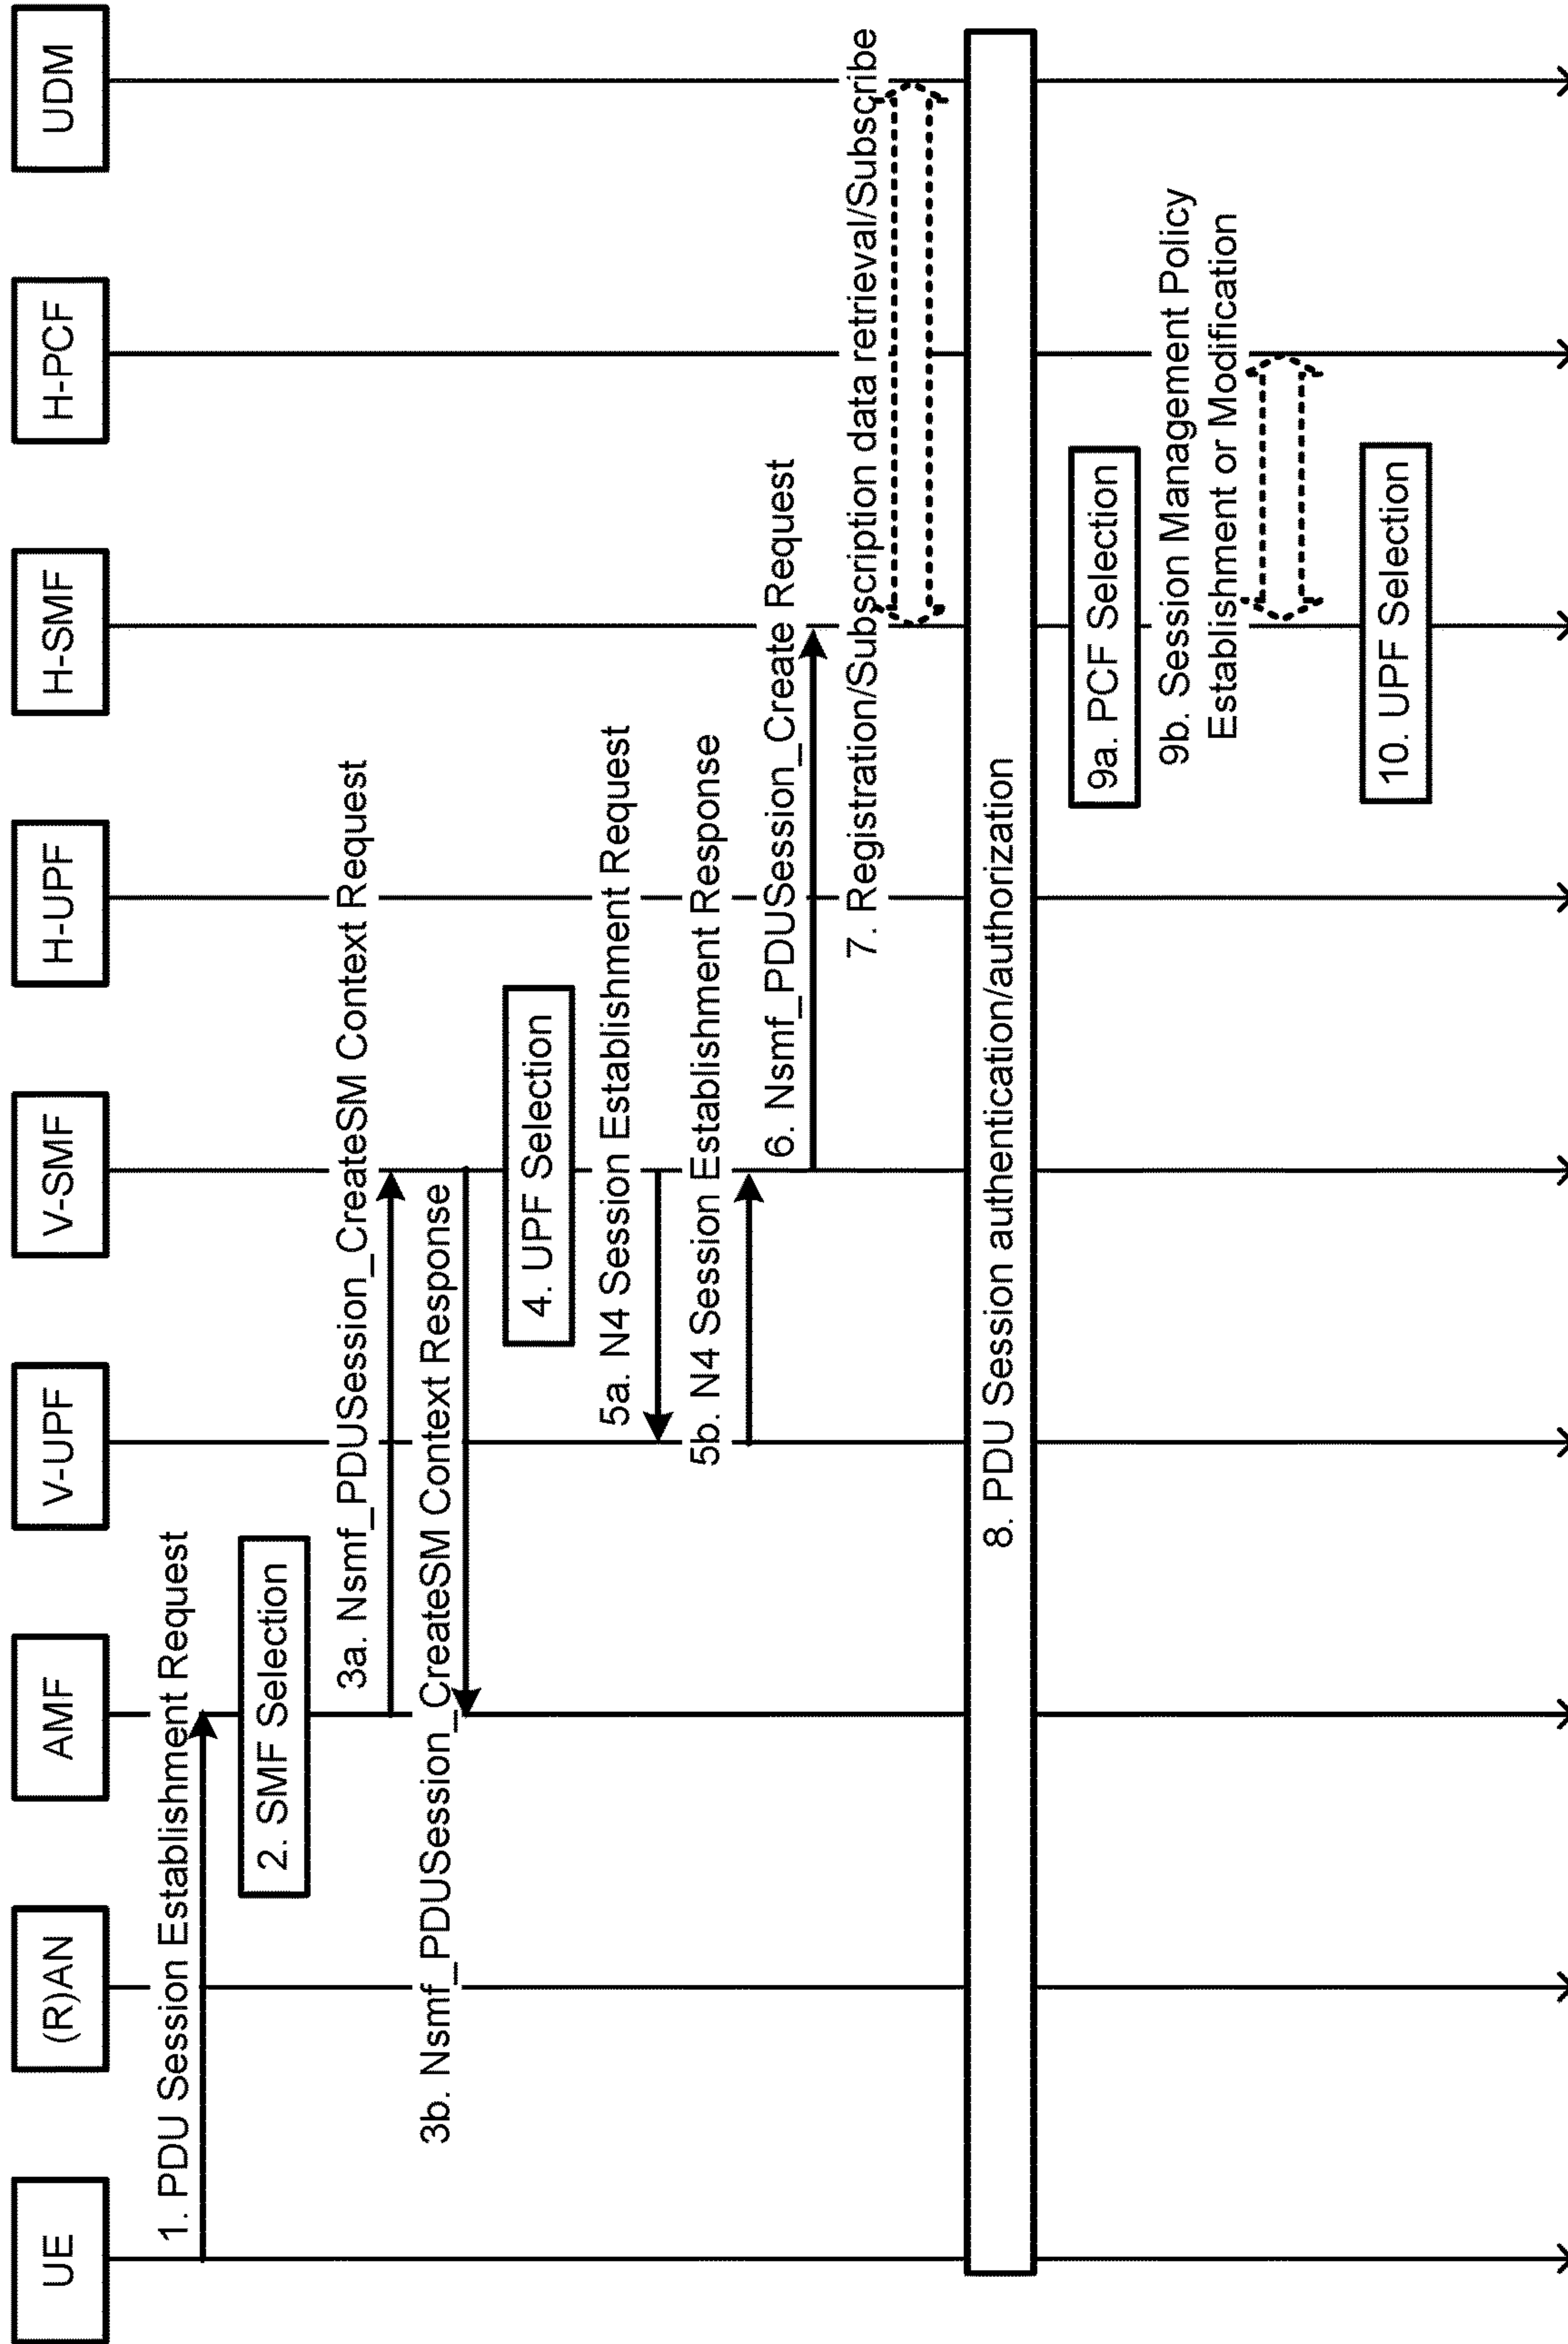 UE
(R)AN
AMF
V-UPF
V-SMF
H-UPF
H-SMF
H-PCF
UDM
1. PDU Session Establishment Request
2. SMF Selection
3a. Nsmf_PDUSession_CreateSM Context Request
3b. Nsmf_PDUSession_CreateSM Context Response
4. UPF Selection
5a. N4 Session Establishment Request
5b. N4 Session Establishment Response
6. Nsmf_PDUSession_Create Request
7. Registration/Subscription data retrieval/Subscribe
8. PDU Session authentication/authorization
9a. PCF Selection
9b. Session Management Policy
Establishment or Modification
10. UPF Selection